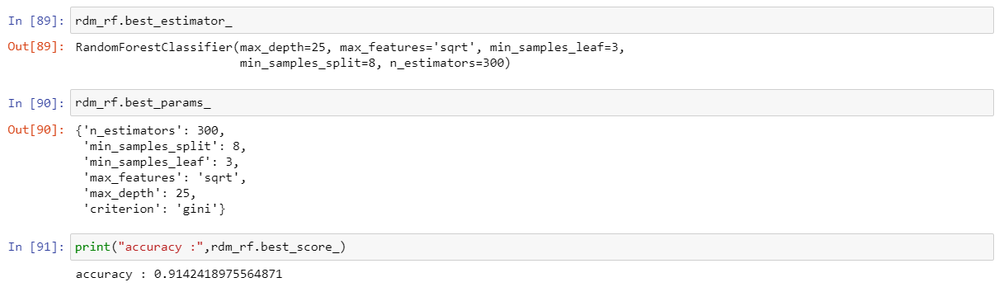 In [89]: rdm_rf.best_estimator_
Out[89]: RandomForestClassifier(max_depth=25, max_features='sqrt', min_samples_leaf=3,
min_samples_split=8, n_estimators=300)
In [90]: rdm_rf.best_params_
Out[90]: {'n_estimators': 300,
'min_samples_split': 8,
'min_samples_leaf': 3,
'max_features': 'sqrt',
'max_depth': 25,
'criterion': 'gini'}
In [91]: print("accuracy :",rdm_rf.best_score_)
accuracy : 0.9142418975564871